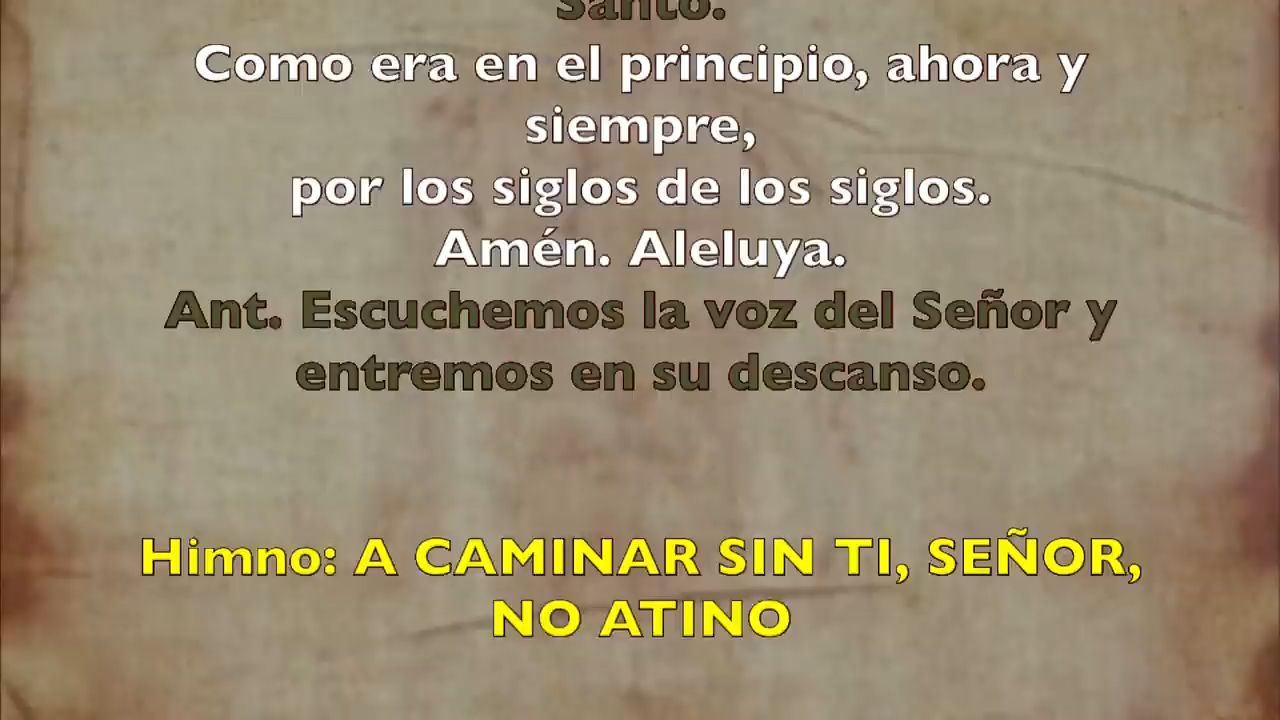 Santo.
Como era en el principio, ahora y
siempre,
por los siglos de los siglos.
Amén. Aleluya.
Ant. Escuchemos la voz del Señor y
entremos en su descanso.
Himno: A CAMINAR SIN TI, SEÑOR,
NO ATINO